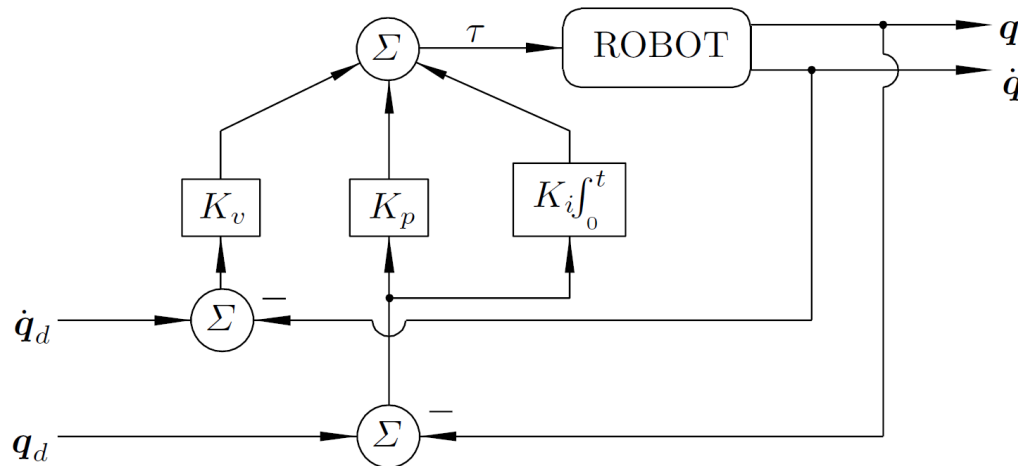 Σ τ ROBOT q
q̇
K_v K_p K_i∫_0^t
q̇_d Σ −
q_d Σ −